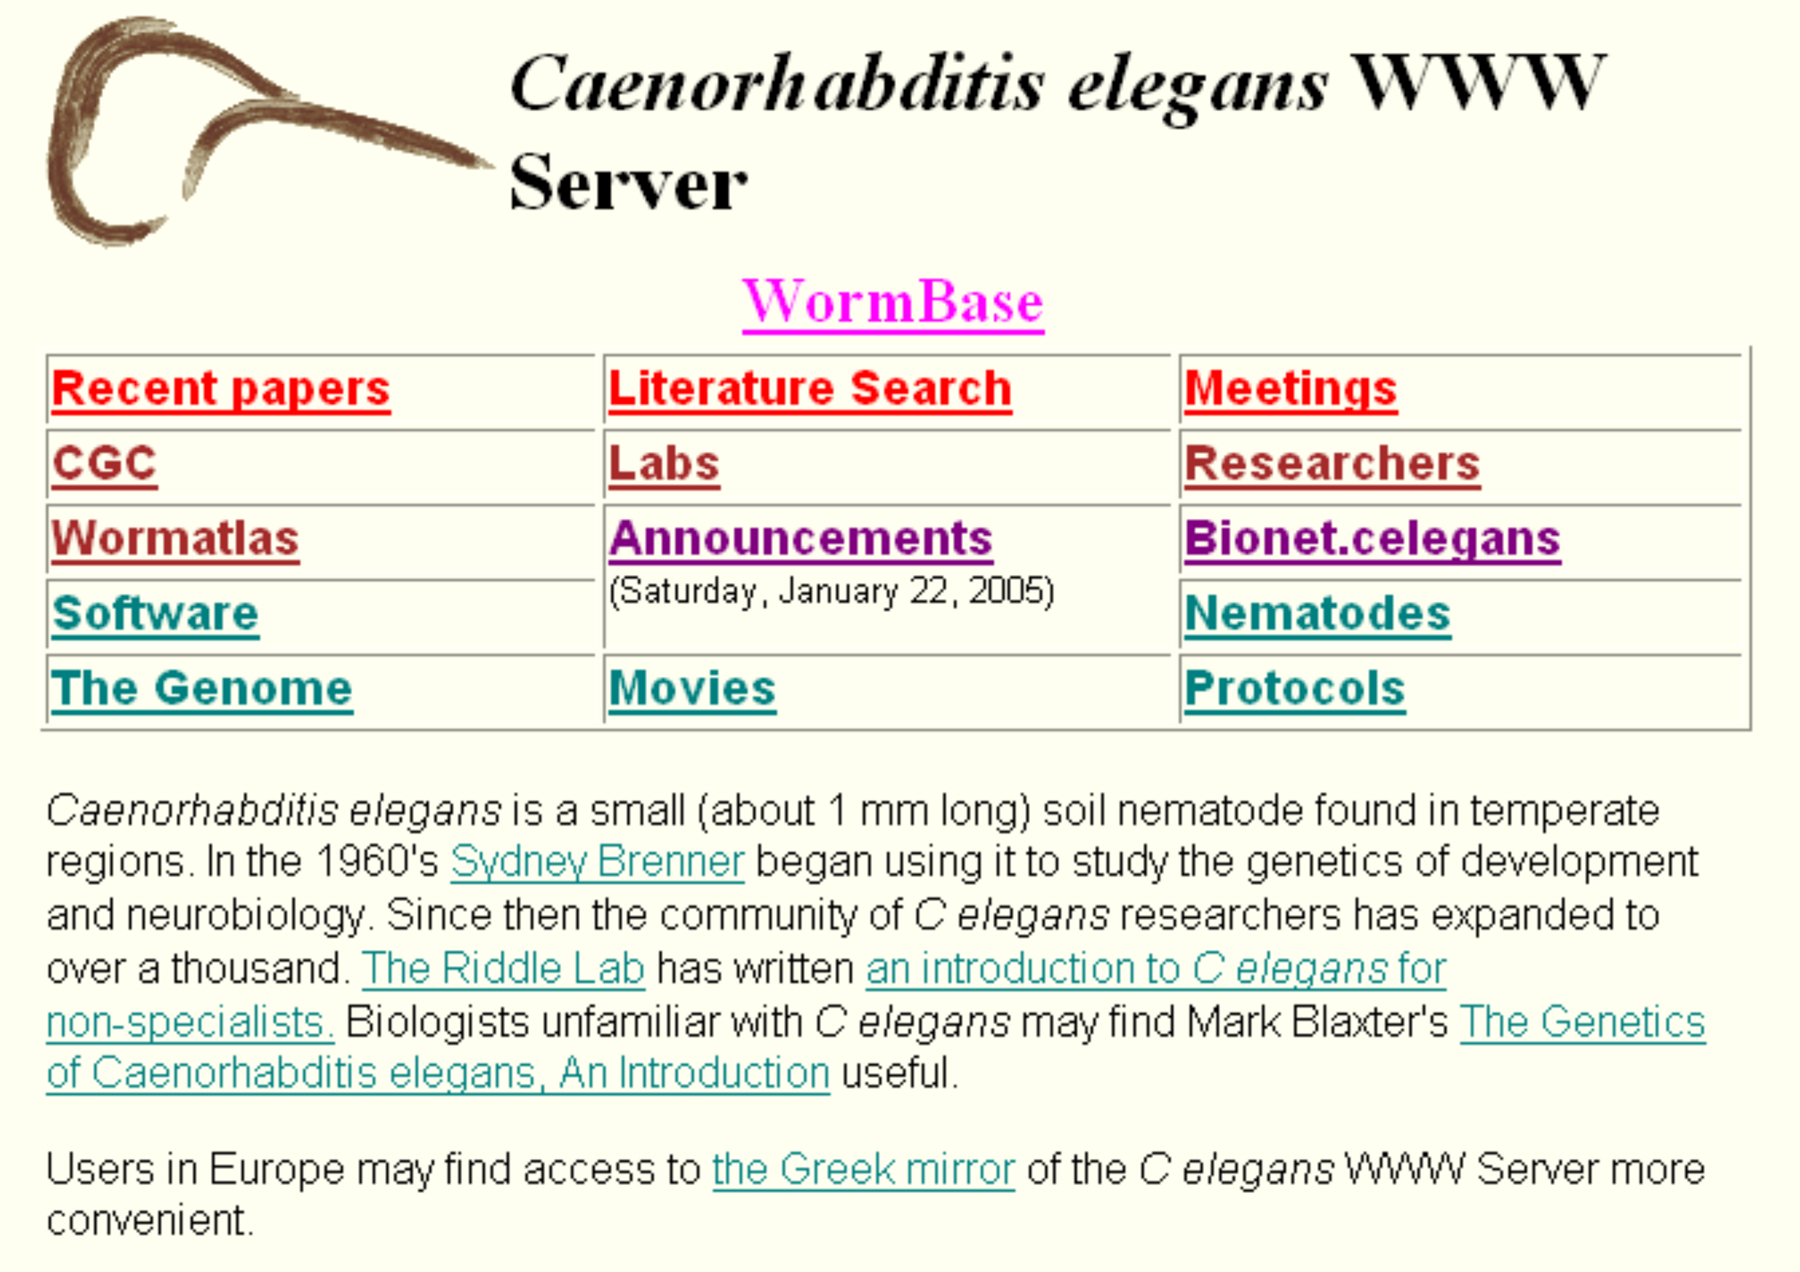 Caenorhabditis elegans WWW
Server
WormBase
Recent papers
Literature Search
Meetings
CGC
Labs
Researchers
Wormatlas
Announcements
(Saturday, January 22, 2005)
Bionet.celegans
Software
Nematodes
The Genome
Movies
Protocols
Caenorhabditis elegans is a small (about 1 mm long) soil nematode found in temperate
regions. In the 1960's Sydney Brenner began using it to study the genetics of development
and neurobiology. Since then the community of C elegans researchers has expanded to
over a thousand. The Riddle Lab has written an introduction to C elegans for
non-specialists. Biologists unfamiliar with C elegans may find Mark Blaxter's The Genetics
of Caenorhabditis elegans, An Introduction useful.
Users in Europe may find access to the Greek mirror of the C elegans WWW Server more
convenient.